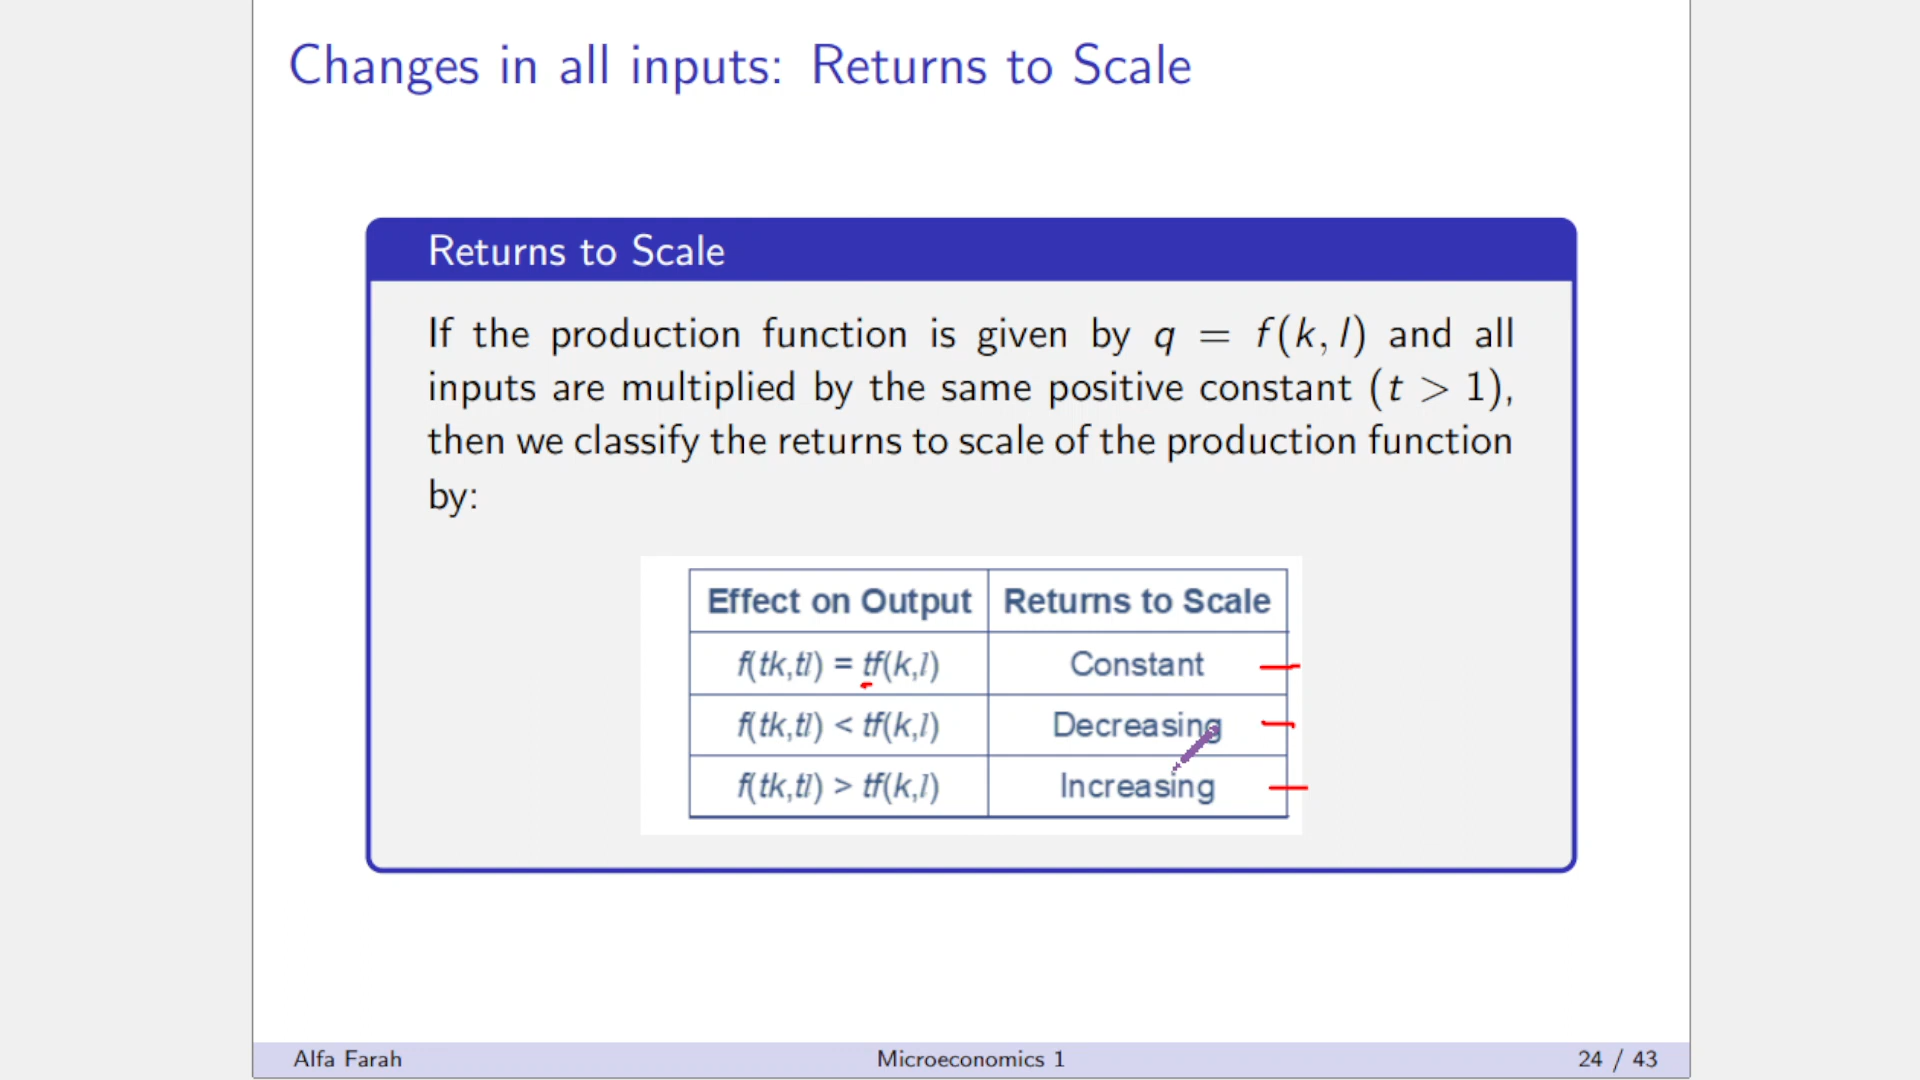 Changes in all inputs: Returns to Scale
Returns to Scale
If the production function is given by q = f(k, l) and all
inputs are multiplied by the same positive constant (t > 1),
then we classify the returns to scale of the production function
by:
Effect on Output Returns to Scale
f(tk,tl) = tf(k,l) Constant
f(tk,tl) < tf(k,l) Decreasing
f(tk,tl) > tf(k,l) Increasing
Alfa Farah Microeconomics 1 24 / 43